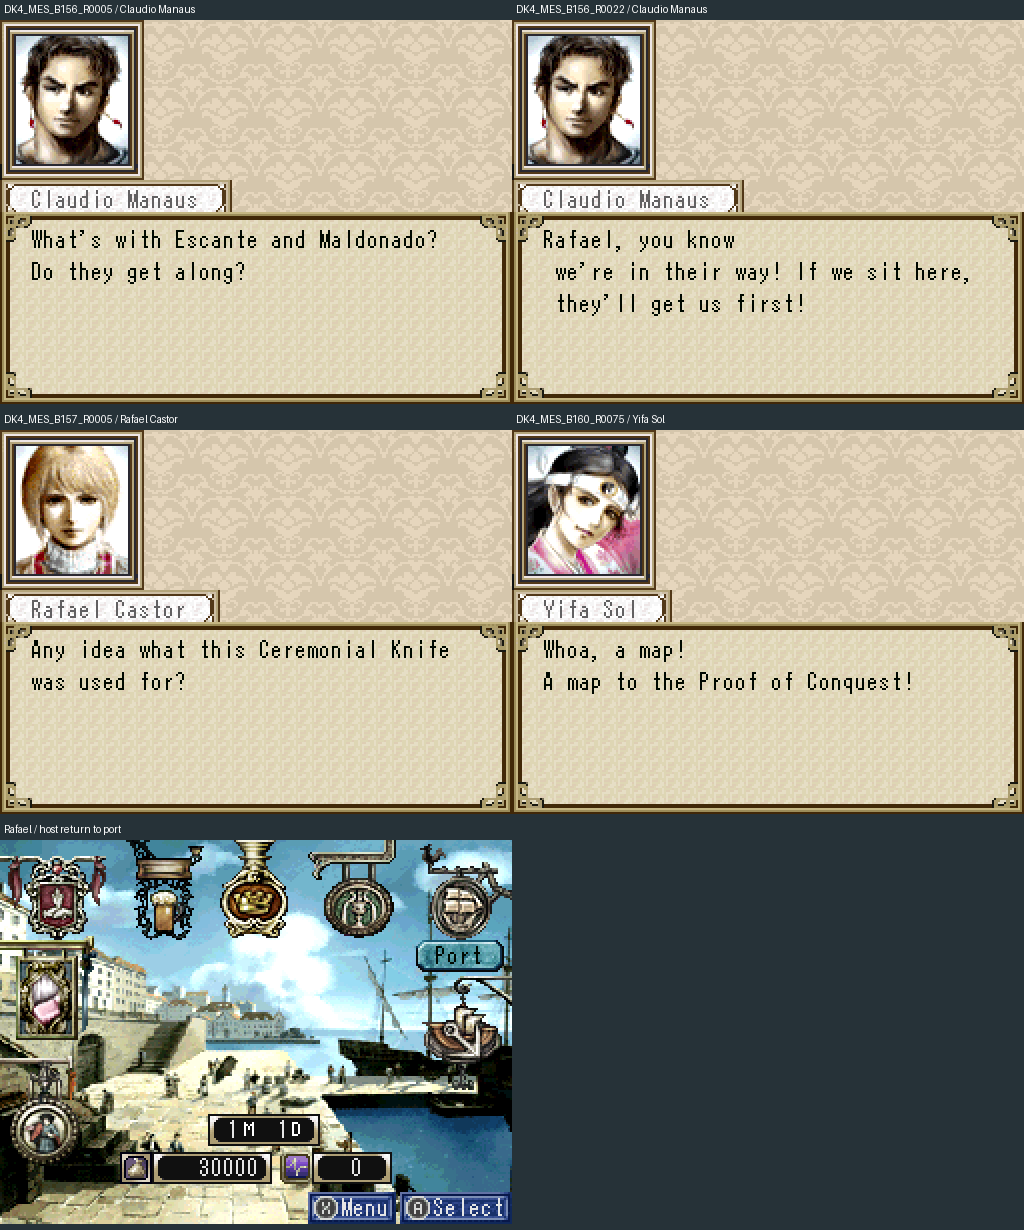 DK4_MES_B156_R0005 / Claudio Manaus
Claudio Manaus
What's with Escante and Maldonado?
Do they get along?
DK4_MES_B156_R0022 / Claudio Manaus
Claudio Manaus
Rafael, you know
we're in their way! If we sit here,
they'll get us first!
DK4_MES_B157_R0005 / Rafael Castor
Rafael Castor
Any idea what this Ceremonial Knife
was used for?
DK4_MES_B160_R0075 / Yifa Sol
Yifa Sol
Whoa, a map!
A map to the Proof of Conquest!
Rafael / host return to port
Port
1M 1D
30000
0
X Menu
A Select